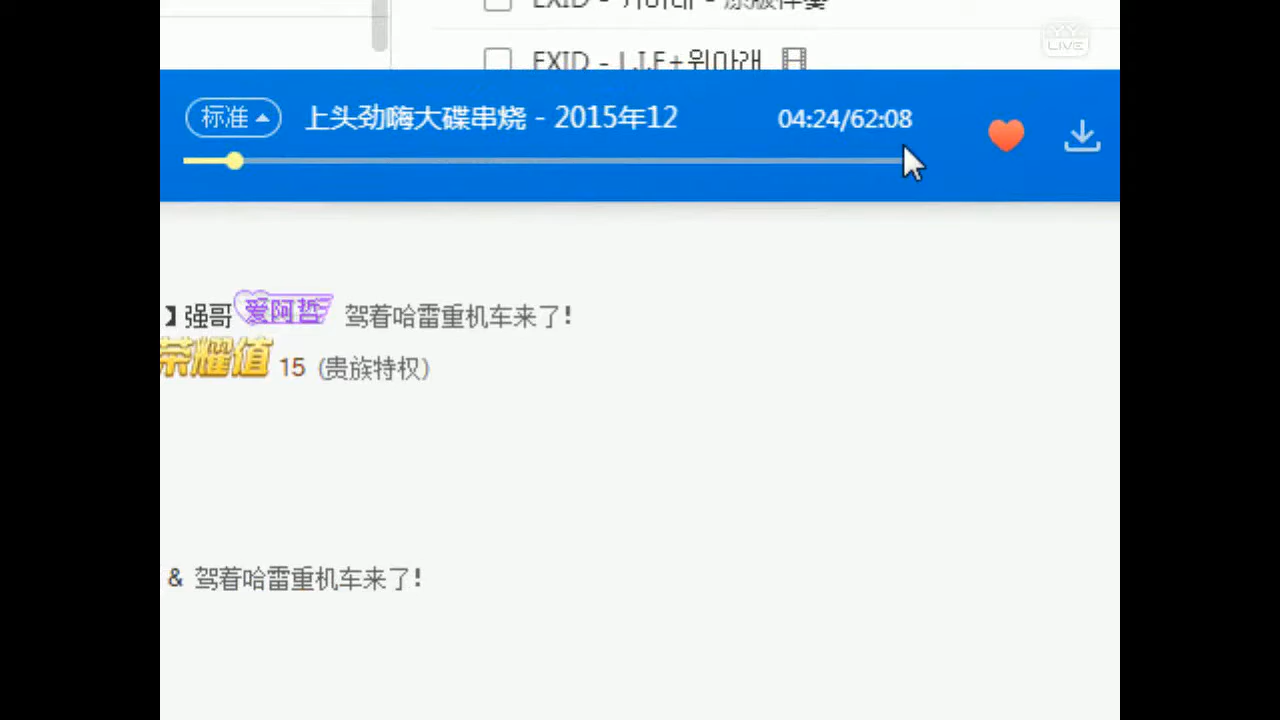 YY
LIVE
EXID - L.I.E+위아래
标准
上头劲嗨大碟串烧 - 2015年12
04:24/62:08
】强哥 爱阿哲 驾着哈雷重机车来了!
荣耀值 15 (贵族特权)
& 驾着哈雷重机车来了!